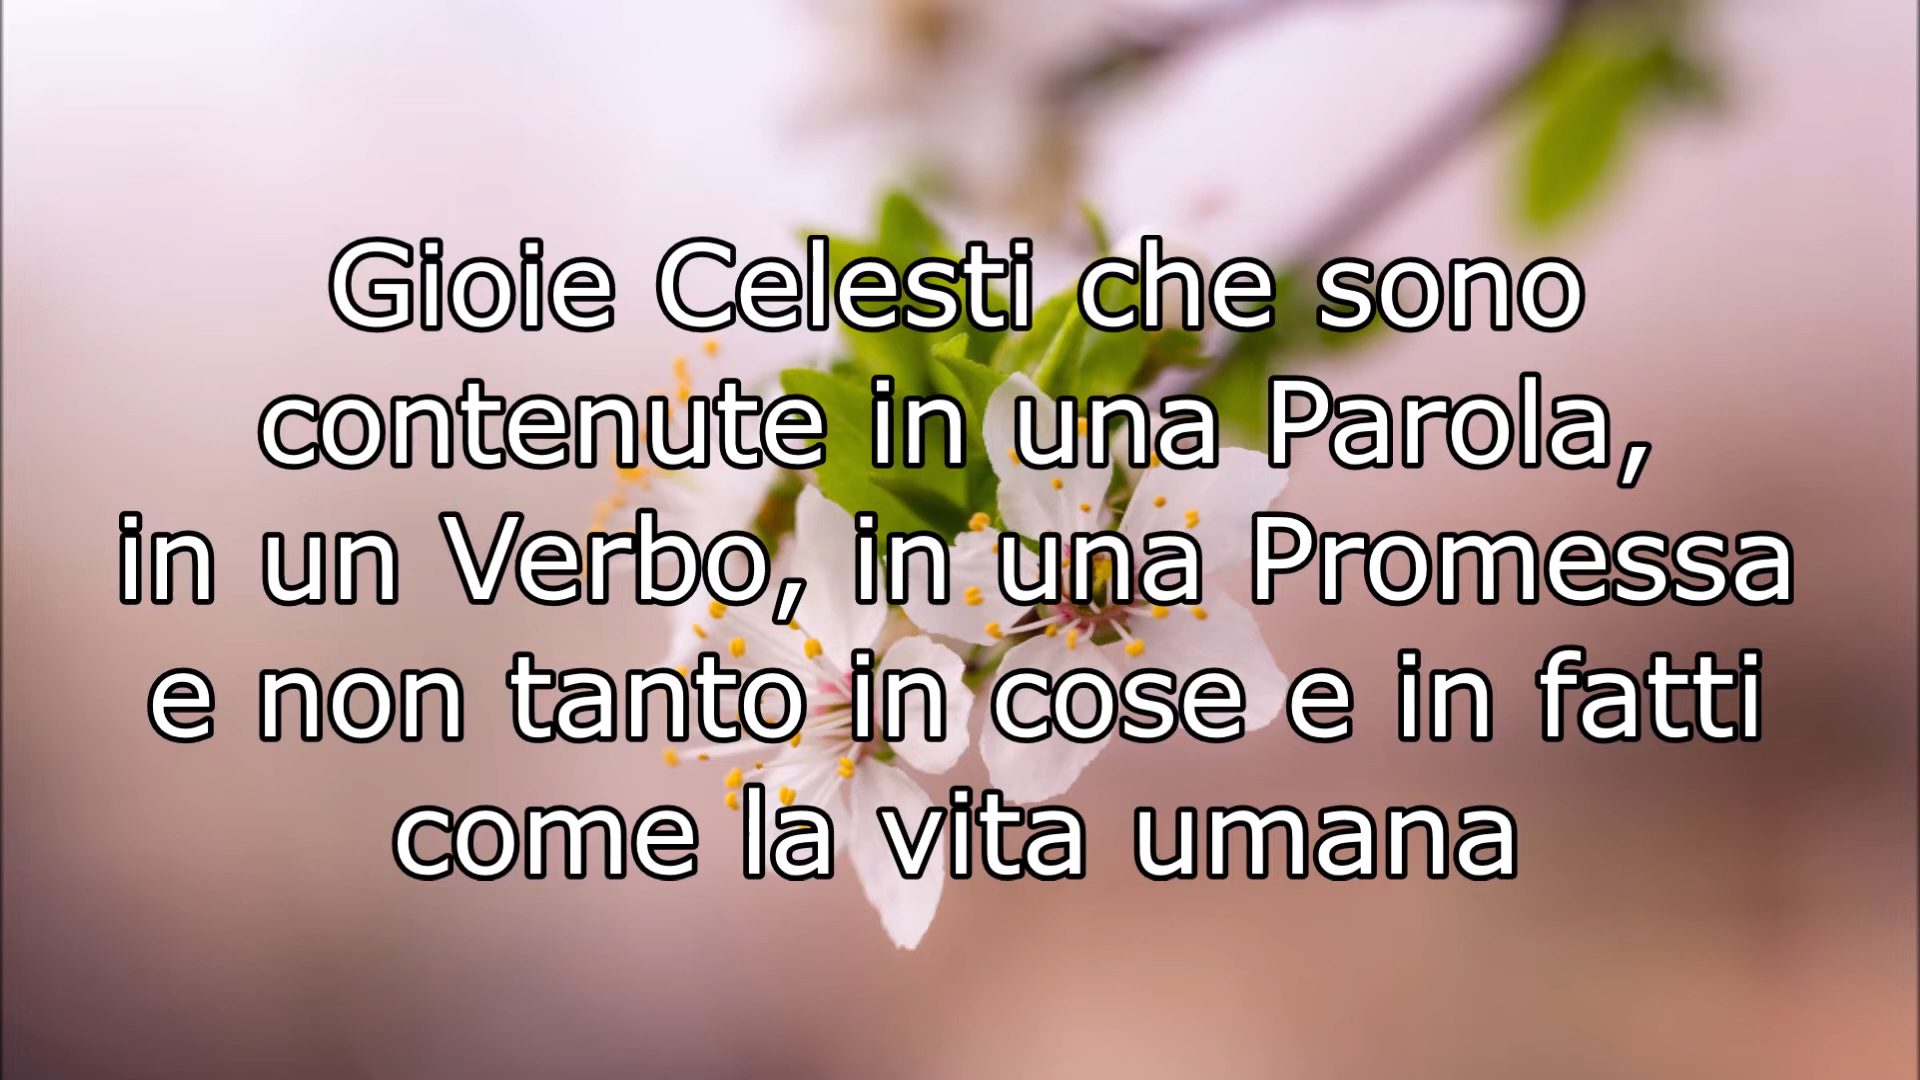 Gioie Celesti che sono
contenute in una Parola,
in un Verbo, in una Promessa
e non tanto in cose e in fatti
come la vita umana